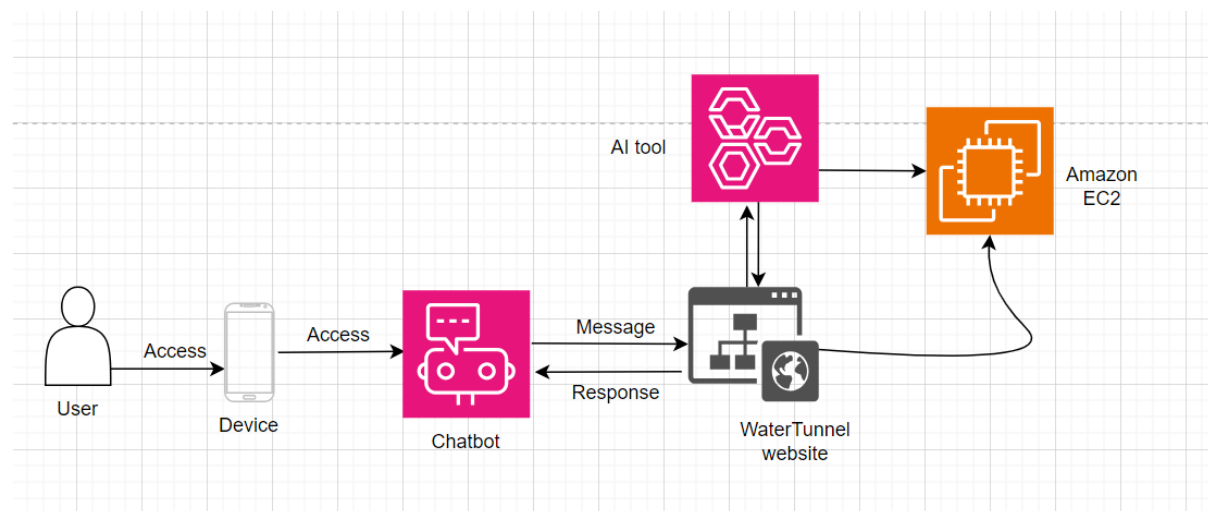 AI tool
Amazon
EC2
Access
Access
Message
Response
User
Device
Chatbot
WaterTunnel
website